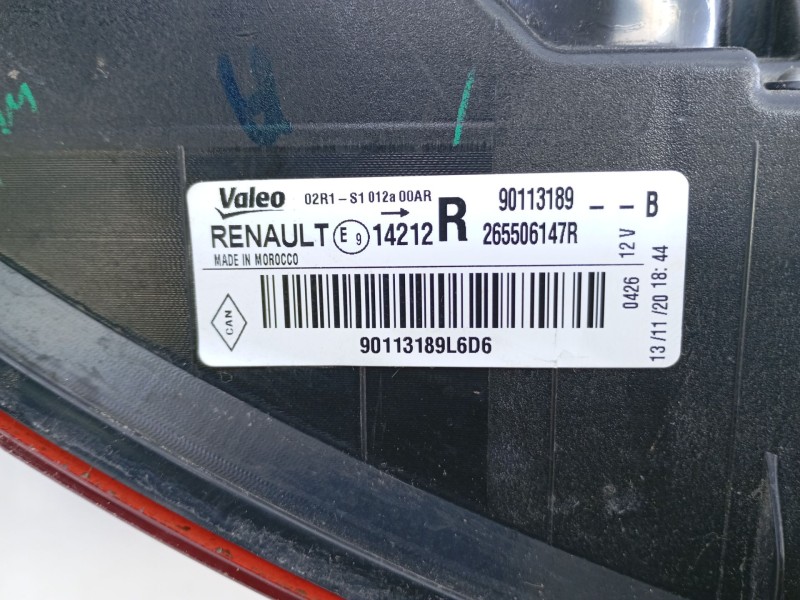 Valeo 02R1-S1 012a 00AR 90113189 -- B
RENAULT E 9 14212 R 265506147R
MADE IN MOROCCO
CAN
90113189L6D6
0426 12 V
13/11/20 18:44